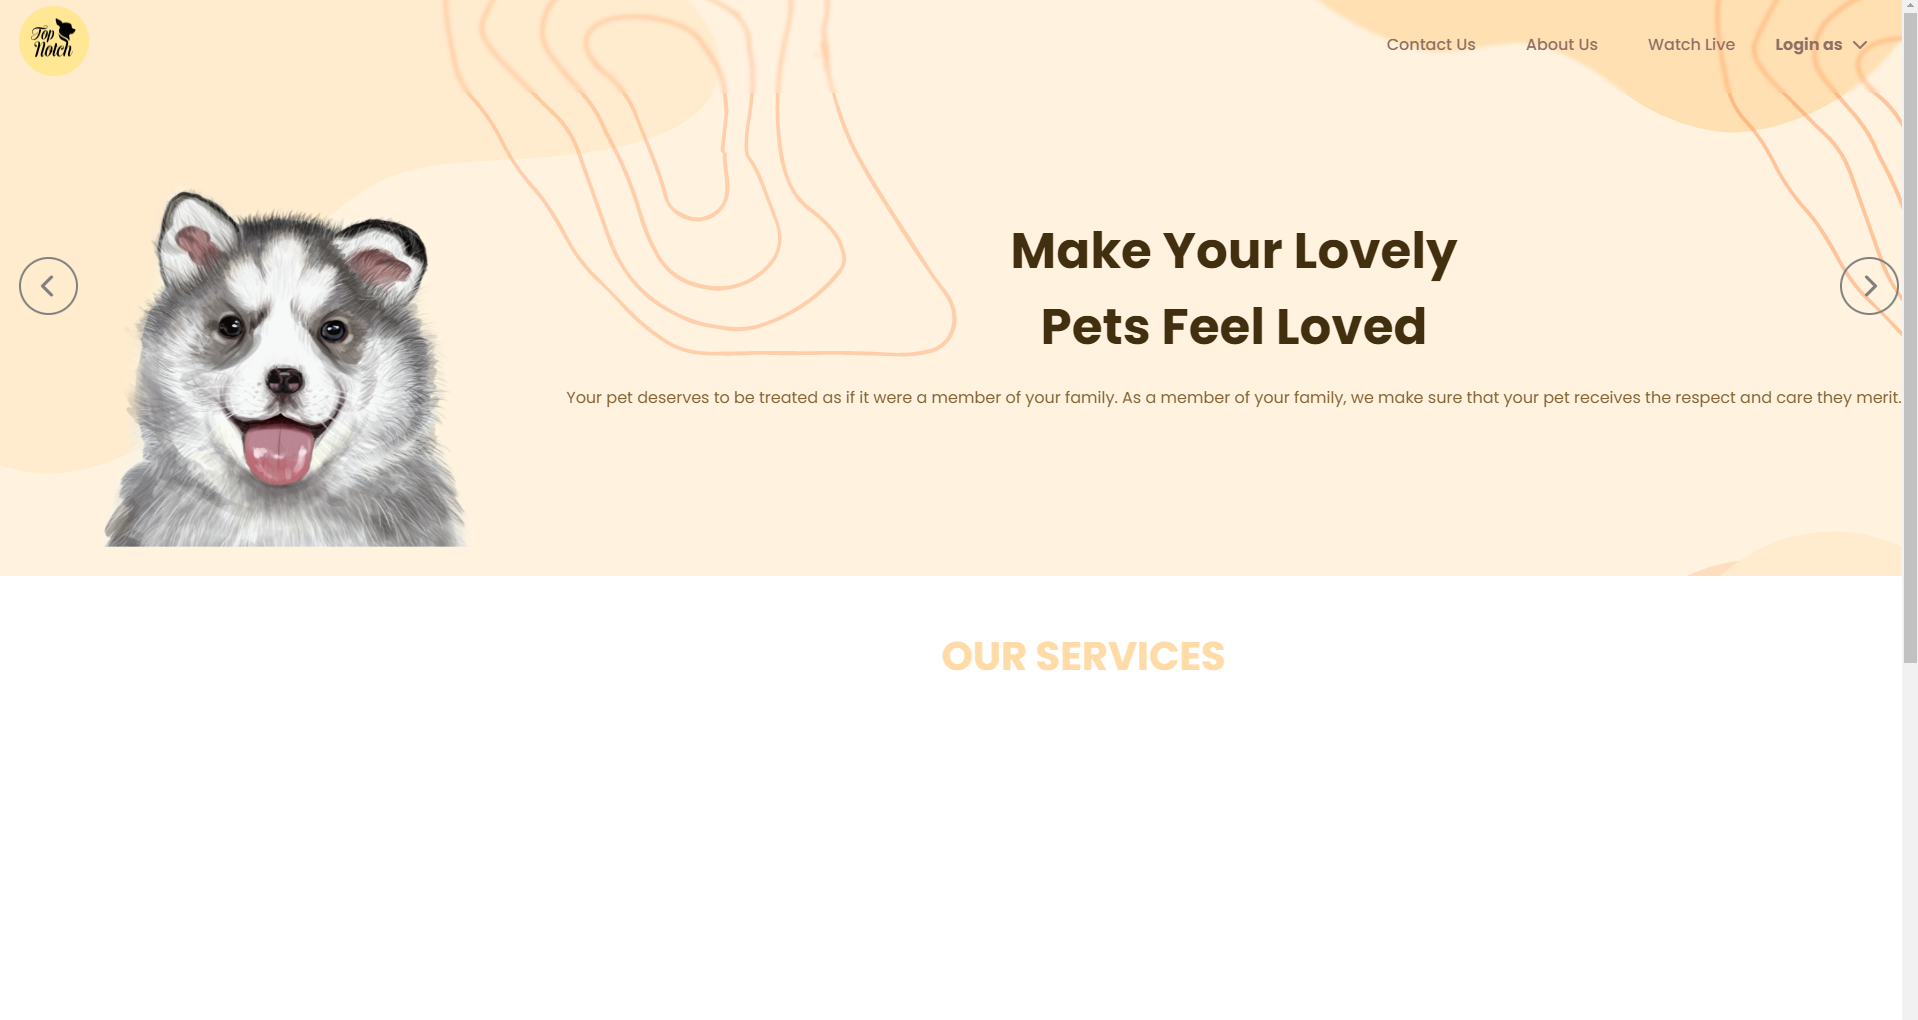 Top
Notch
Contact Us
About Us
Watch Live
Login as
Make Your Lovely
Pets Feel Loved
Your pet deserves to be treated as if it were a member of your family. As a member of your family, we make sure that your pet receives the respect and care they merit.
OUR SERVICES